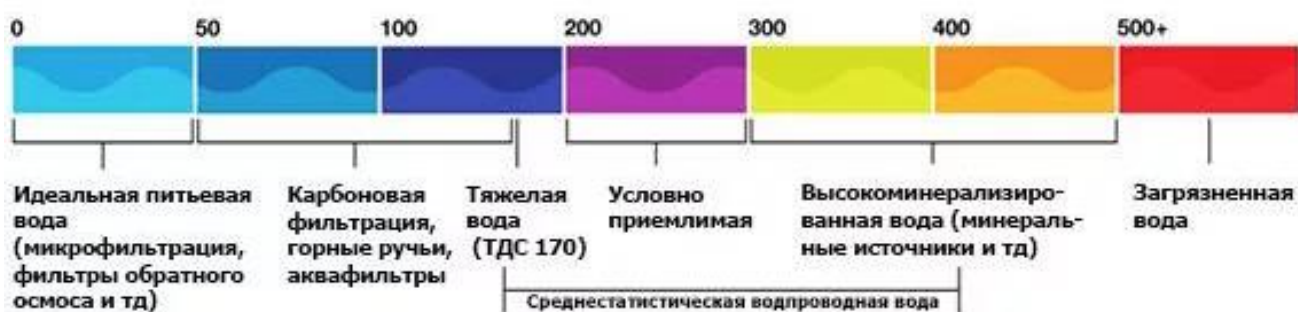 0 50 100 200 300 400 500+
Идеальная питьевая
вода
(микрофильтрация,
фильтры обратного
осмоса и тд)
Карбоновая
фильтрация,
горные ручьи,
аквафильтры
Тяжелая
вода
(ТДС 170)
Условно
приемлимая
Высокоминерализиро-
ванная вода (минераль-
ные источники и тд)
Загрязненная
вода
Среднестатистическая водпроводная вода